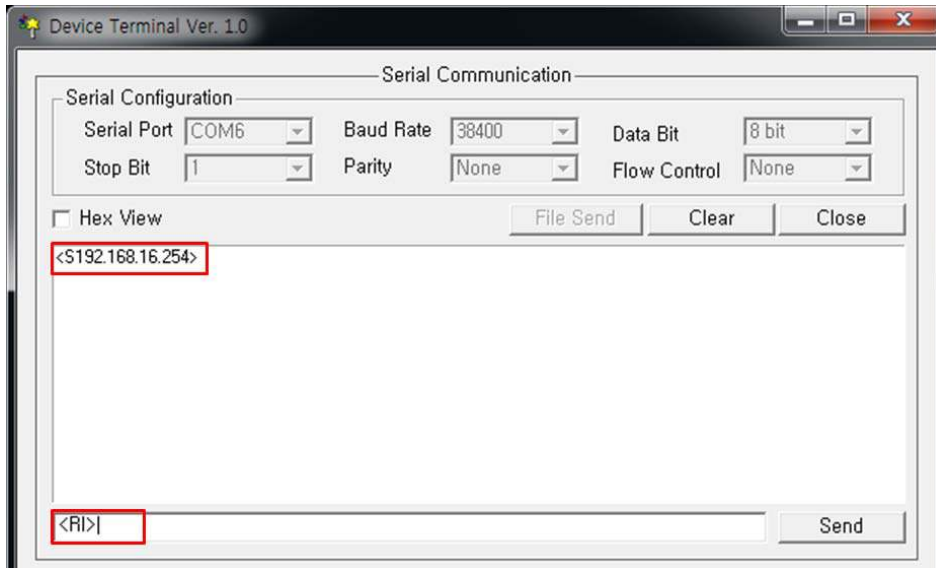 Device Terminal Ver. 1.0
Serial Communication
Serial Configuration
Serial Port COM6 Baud Rate 38400 Data Bit 8 bit
Stop Bit 1 Parity None Flow Control None
Hex View File Send Clear Close
<S192.168.16.254>
<RI>
Send